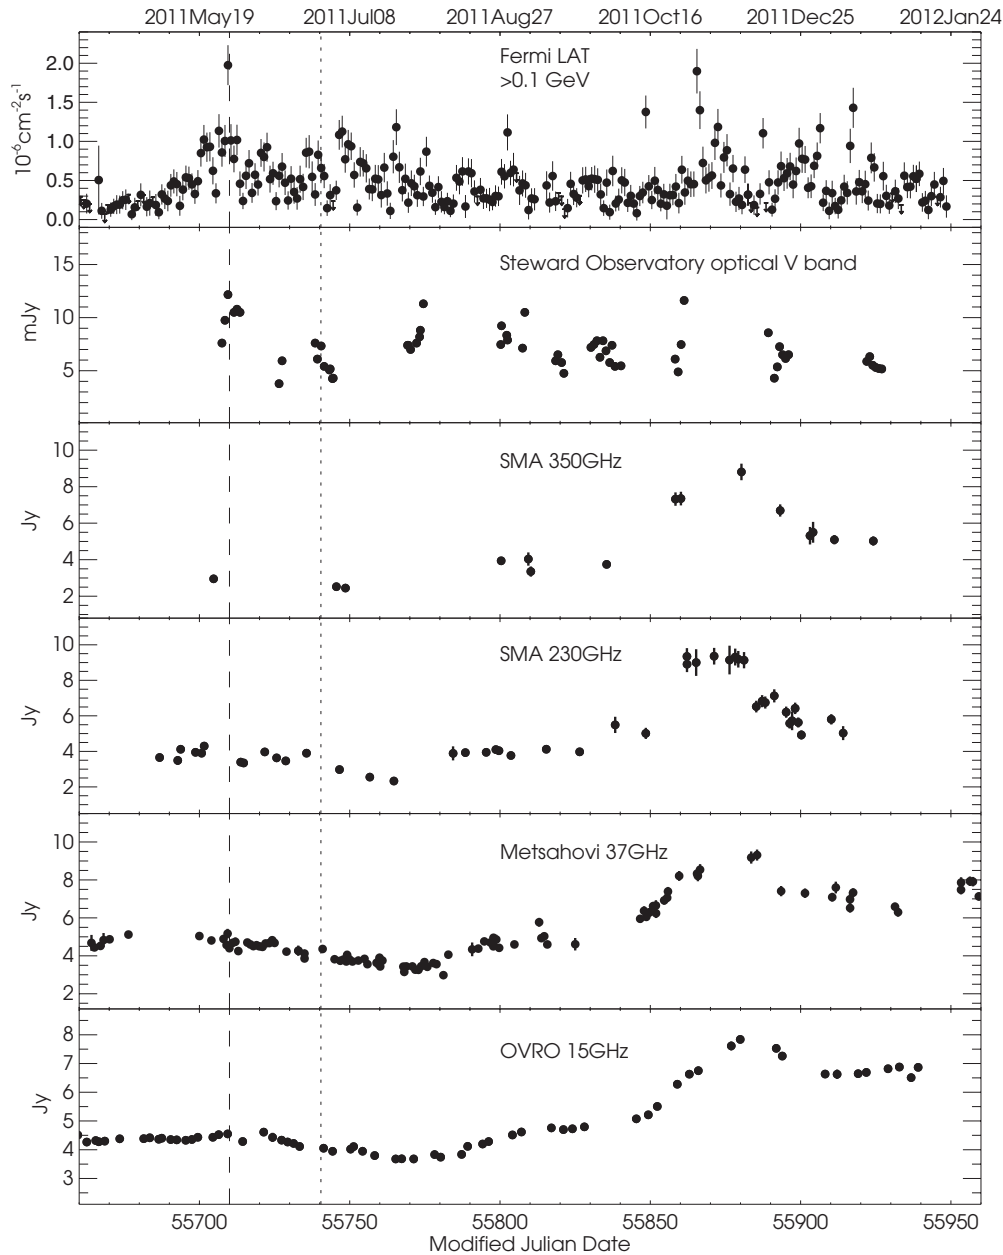 2011May19 2011Jul08 2011Aug27 2011Oct16 2011Dec25 2012Jan24
Fermi LAT
>0.1 GeV
10⁻⁶cm⁻²s⁻¹
2.0
1.5
1.0
0.5
0.0
Steward Observatory optical V band
mJy
15
10
5
SMA 350GHz
Jy
10
8
6
4
2
SMA 230GHz
Jy
10
8
6
4
2
Metsahovi 37GHz
Jy
10
8
6
4
2
OVRO 15GHz
Jy
8
7
6
5
4
3
55700 55750 55800 55850 55900 55950
Modified Julian Date